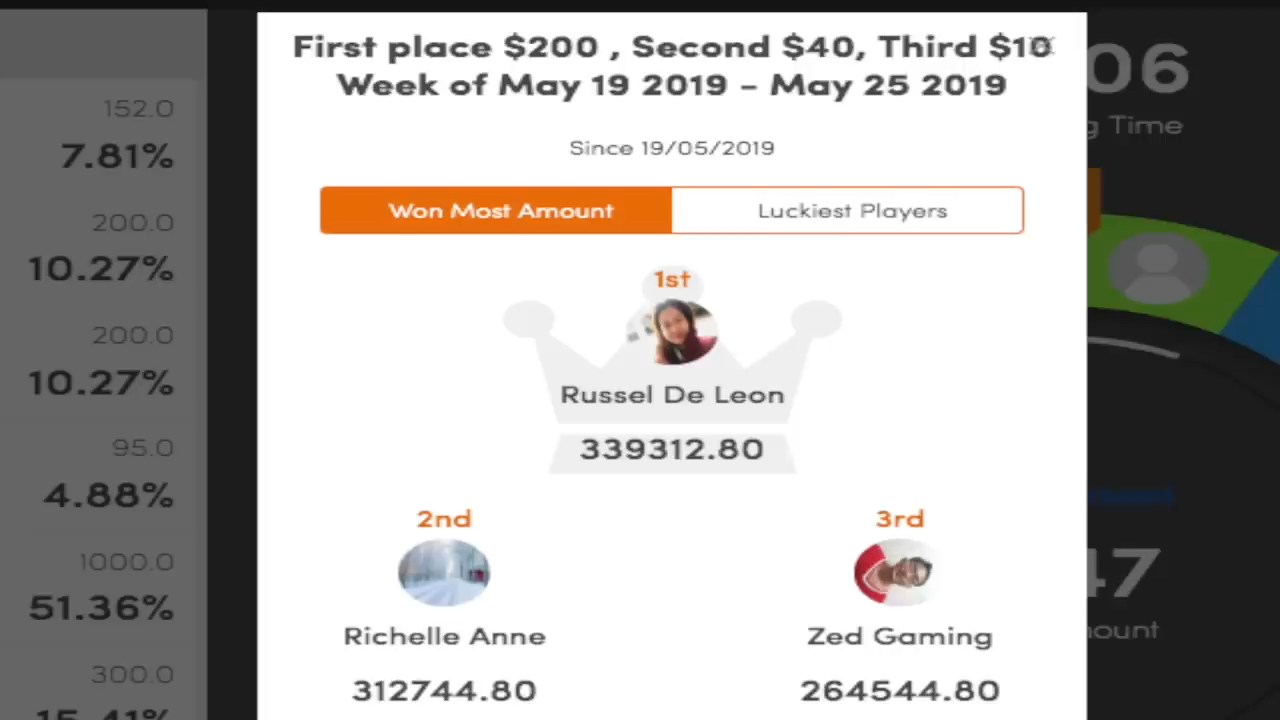 First place $200 , Second $40, Third $10
Week of May 19 2019 - May 25 2019
Since 19/05/2019
Won Most Amount
Luckiest Players
1st
Russel De Leon
339312.80
2nd
Richelle Anne
312744.80
3rd
Zed Gaming
264544.80
152.0
7.81%
200.0
10.27%
200.0
10.27%
95.0
4.88%
1000.0
51.36%
300.0
15.41%
06
g Time
47
nount